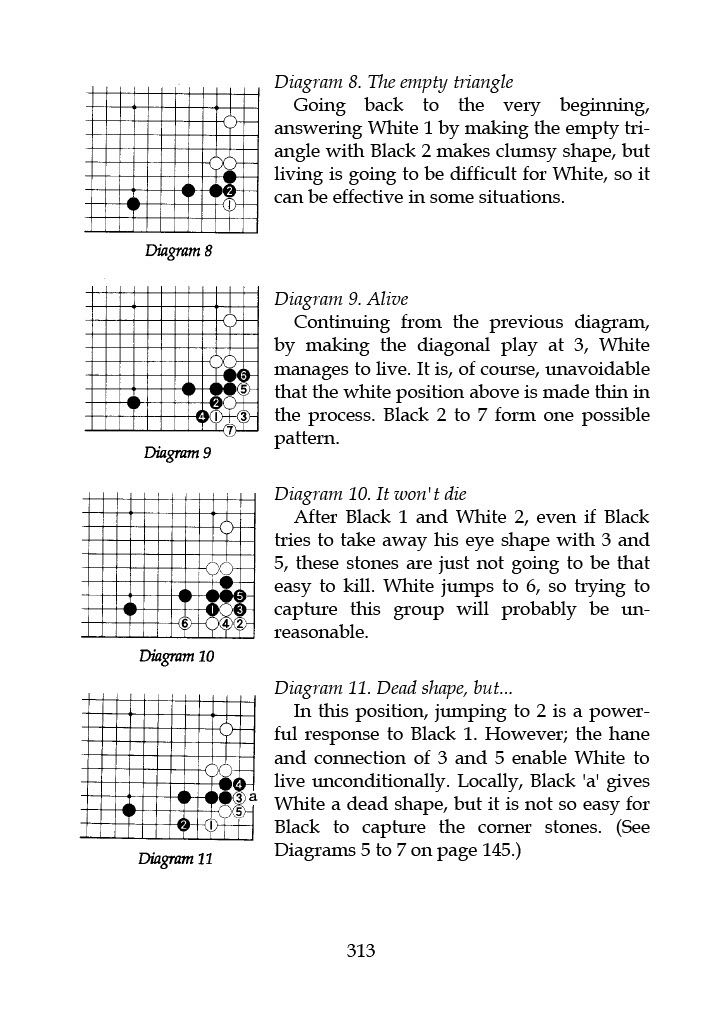 Diagram 8. The empty triangle
Going back to the very beginning,
answering White 1 by making the empty tri-
angle with Black 2 makes clumsy shape, but
living is going to be difficult for White, so it
can be effective in some situations.
2
1
Diagram 8
Diagram 9. Alive
Continuing from the previous diagram,
by making the diagonal play at 3, White
manages to live. It is, of course, unavoidable
that the white position above is made thin in
the process. Black 2 to 7 form one possible
pattern.
6
5
2
4 1 3
7
Diagram 9
Diagram 10. It won't die
After Black 1 and White 2, even if Black
tries to take away his eye shape with 3 and
5, these stones are just not going to be that
easy to kill. White jumps to 6, so trying to
capture this group will probably be un-
reasonable.
5
1 3
6 4 2
Diagram 10
Diagram 11. Dead shape, but...
In this position, jumping to 2 is a power-
ful response to Black 1. However; the hane
and connection of 3 and 5 enable White to
live unconditionally. Locally, Black 'a' gives
White a dead shape, but it is not so easy for
Black to capture the corner stones. (See
Diagrams 5 to 7 on page 145.)
4
3 a
5
2 1
Diagram 11
313